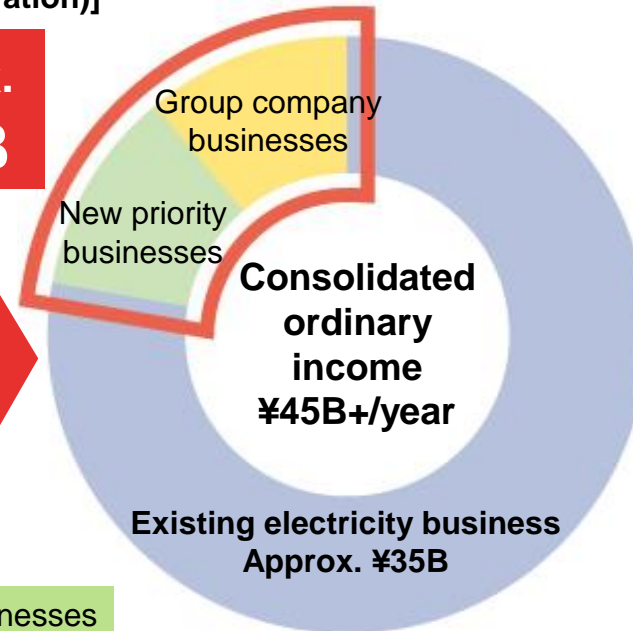 Group company
businesses
New priority
businesses
Consolidated
ordinary
income
¥45B+/year
Existing electricity business
Approx. ¥35B